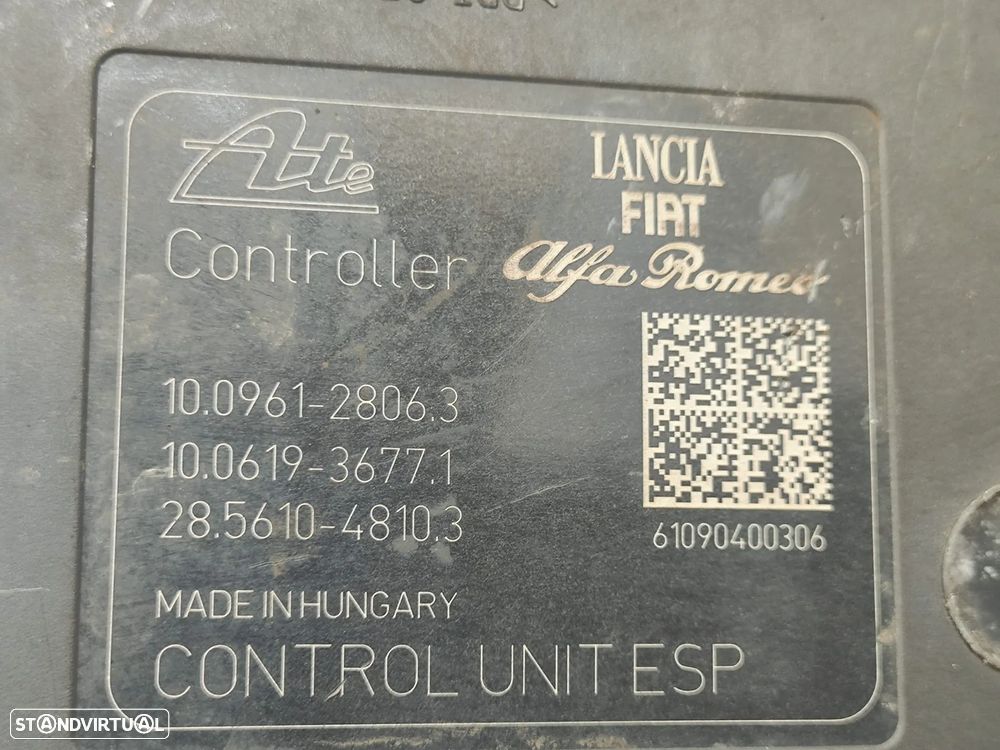 Ate
LANCIA
FIAT
Alfa Romeo
Controller
10.0961-2806.3
10.0619-3677.1
28.5610-4810.3
61090400306
MADE IN HUNGARY
CONTROL UNIT ESP
STANDVIRTUAL